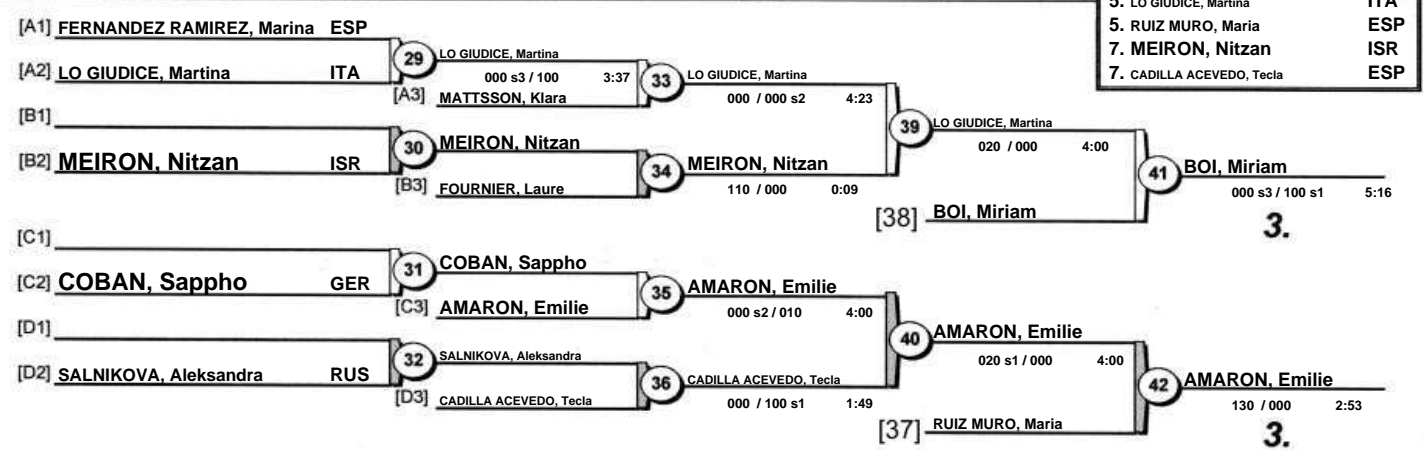 5. LO GIUDICE, Martina ITA
5. RUIZ MURO, Maria ESP
7. MEIRON, Nitzan ISR
7. CADILLA ACEVEDO, Tecla ESP
[A1] FERNANDEZ RAMIREZ, Marina ESP
[A2] LO GIUDICE, Martina ITA
29
LO GIUDICE, Martina
000 s3 / 100 3:37
[A3] MATTSSON, Klara
33
LO GIUDICE, Martina
000 / 000 s2 4:23
[B1]
[B2] MEIRON, Nitzan ISR
30
MEIRON, Nitzan
[B3] FOURNIER, Laure
34
MEIRON, Nitzan
110 / 000 0:09
39
LO GIUDICE, Martina
020 / 000 4:00
[38] BOI, Miriam
41
BOI, Miriam
000 s3 / 100 s1 5:16
3.
[C1]
[C2] COBAN, Sappho GER
31
COBAN, Sappho
[C3] AMARON, Emilie
35
AMARON, Emilie
000 s2 / 010 4:00
[D1]
[D2] SALNIKOVA, Aleksandra RUS
32
SALNIKOVA, Aleksandra
[D3] CADILLA ACEVEDO, Tecla
36
CADILLA ACEVEDO, Tecla
000 / 100 s1 1:49
40
AMARON, Emilie
020 s1 / 000 4:00
[37] RUIZ MURO, Maria
42
AMARON, Emilie
130 / 000 2:53
3.